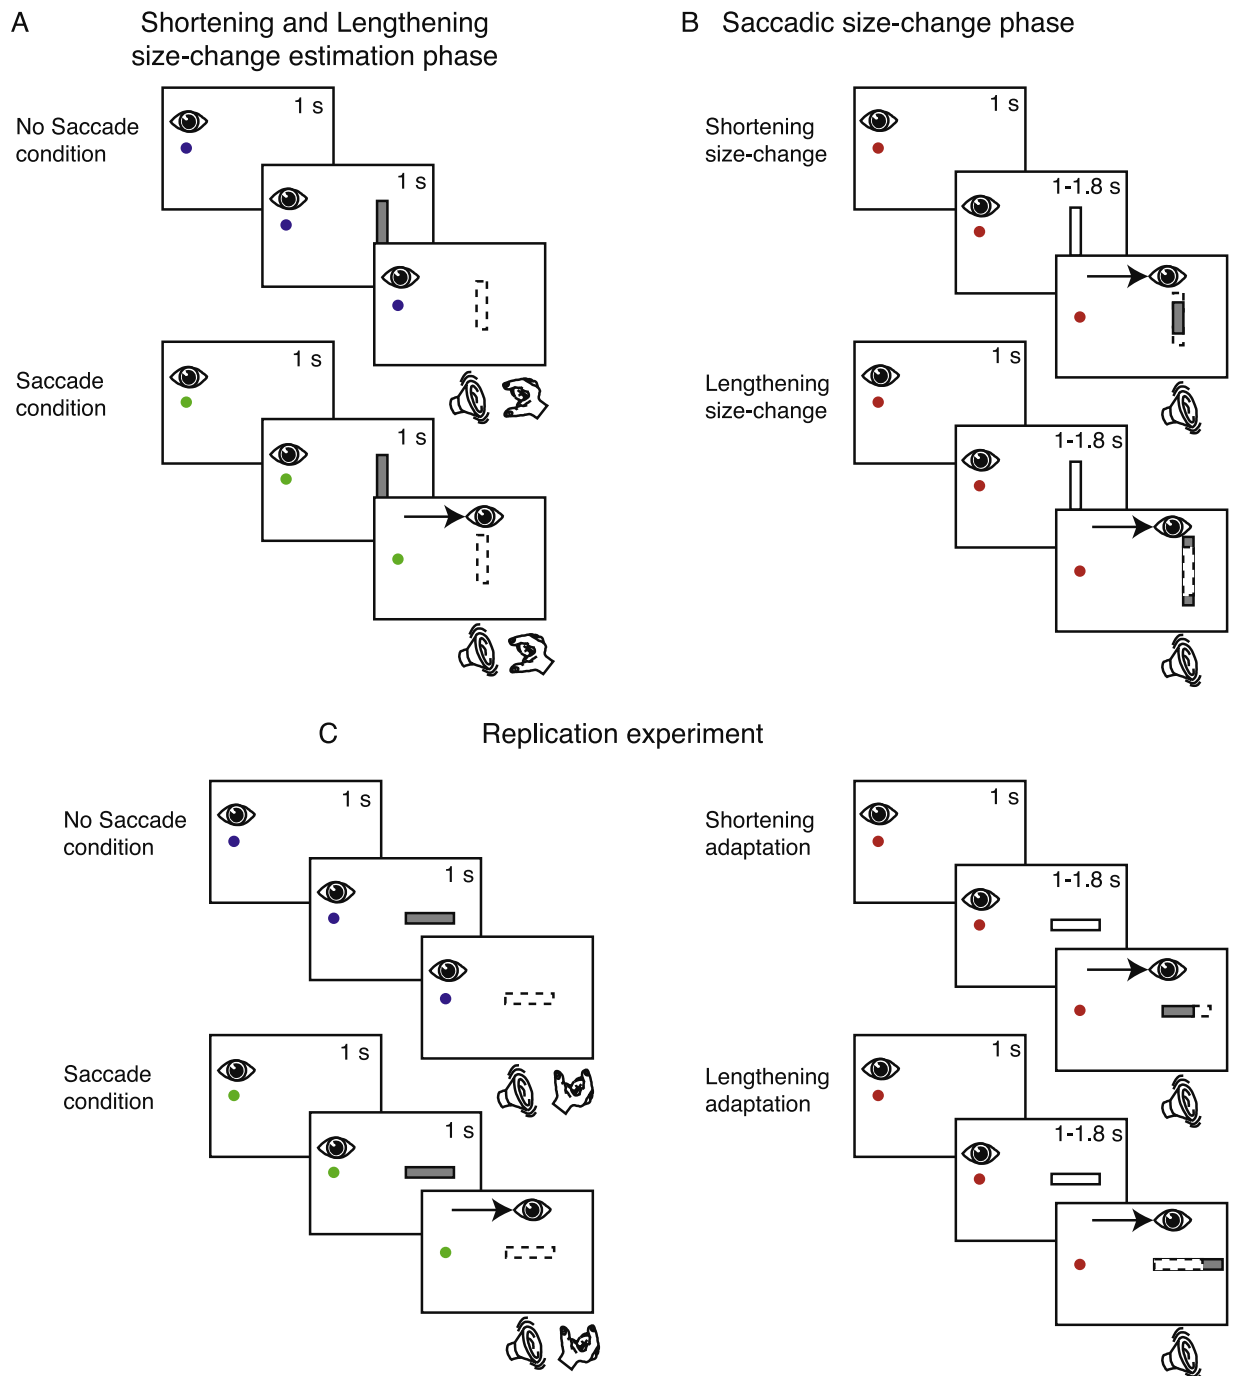 A
Shortening and Lengthening
size-change estimation phase
No Saccade
condition
1 s
1 s
Saccade
condition
1 s
1 s
B
Saccadic size-change phase
Shortening
size-change
1 s
1-1.8 s
Lengthening
size-change
1 s
1-1.8 s
C
Replication experiment
No Saccade
condition
1 s
1 s
Saccade
condition
1 s
1 s
Shortening
adaptation
1 s
1-1.8 s
Lengthening
adaptation
1 s
1-1.8 s